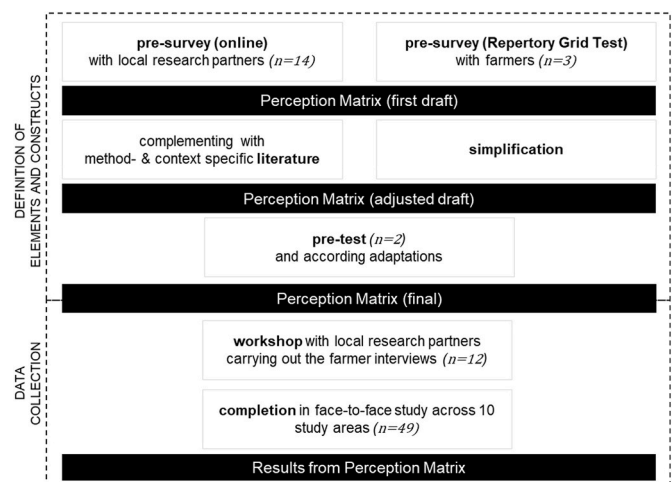 DEFINITION OF
ELEMENTS AND CONSTRUCTS
pre-survey (online)
with local research partners (n=14)
pre-survey (Repertory Grid Test)
with farmers (n=3)
Perception Matrix (first draft)
complementing with
method- & context specific literature
simplification
Perception Matrix (adjusted draft)
pre-test (n=2)
and according adaptations
Perception Matrix (final)
DATA
COLLECTION
workshop with local research partners
carrying out the farmer interviews (n=12)
completion in face-to-face study across 10
study areas (n=49)
Results from Perception Matrix